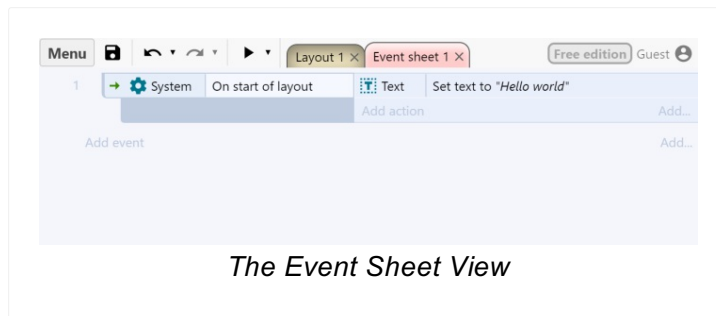 Menu Layout 1 × Event sheet 1 × Free edition Guest
1 System On start of layout T Text Set text to "Hello world"
Add action Add...
Add event Add...
The Event Sheet View